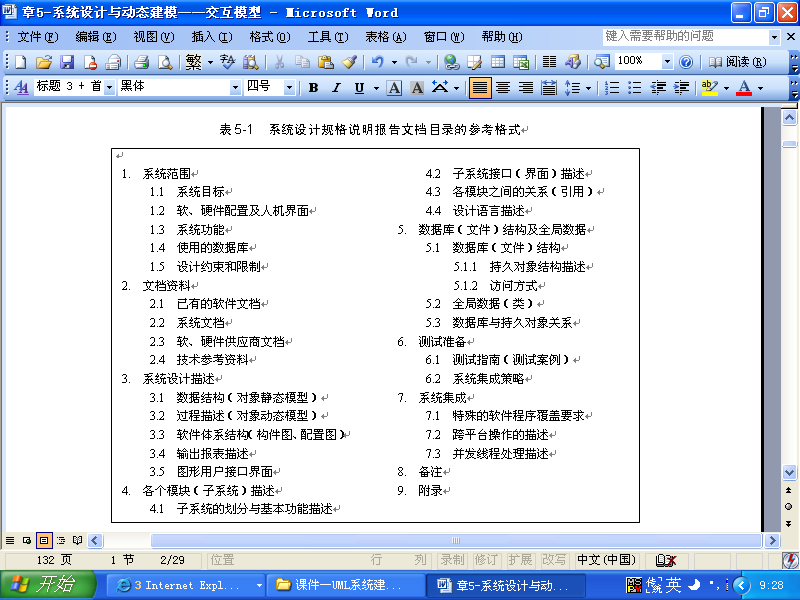 章5-系统设计与动态建模——交互模型 - Microsoft Word
文件(F) 编辑(E) 视图(V) 插入(I) 格式(O) 工具(T) 表格(A) 窗口(W) 帮助(H) 键入需要帮助的问题
繁 100% 阅读(R)
标题 3 + 首 黑体 四号 B I U A A A ab A
表5-1 系统设计规格说明报告文档目录的参考格式
1. 系统范围
1.1 系统目标
1.2 软、硬件配置及人机界面
1.3 系统功能
1.4 使用的数据库
1.5 设计约束和限制
2. 文档资料
2.1 已有的软件文档
2.2 系统文档
2.3 软、硬件供应商文档
2.4 技术参考资料
3. 系统设计描述
3.1 数据结构(对象静态模型)
3.2 过程描述(对象动态模型)
3.3 软件体系结构(构件图、配置图)
3.4 输出报表描述
3.5 图形用户接口界面
4. 各个模块(子系统)描述
4.1 子系统的划分与基本功能描述
4.2 子系统接口(界面)描述
4.3 各模块之间的关系(引用)
4.4 设计语言描述
5. 数据库(文件)结构及全局数据
5.1 数据库(文件)结构
5.1.1 持久对象结构描述
5.1.2 访问方式
5.2 全局数据(类)
5.3 数据库与持久对象关系
6. 测试准备
6.1 测试指南(测试案例)
6.2 系统集成策略
7. 系统集成
7.1 特殊的软件程序覆盖要求
7.2 跨平台操作的描述
7.3 并发线程处理描述
8. 备注
9. 附录
132 页 1 节 2/29 位置 行 列 录制 修订 扩展 改写 中文(中国)
开始 3 Internet Expl... 课件—UML系统建... 章5-系统设计与动... 英 9:28